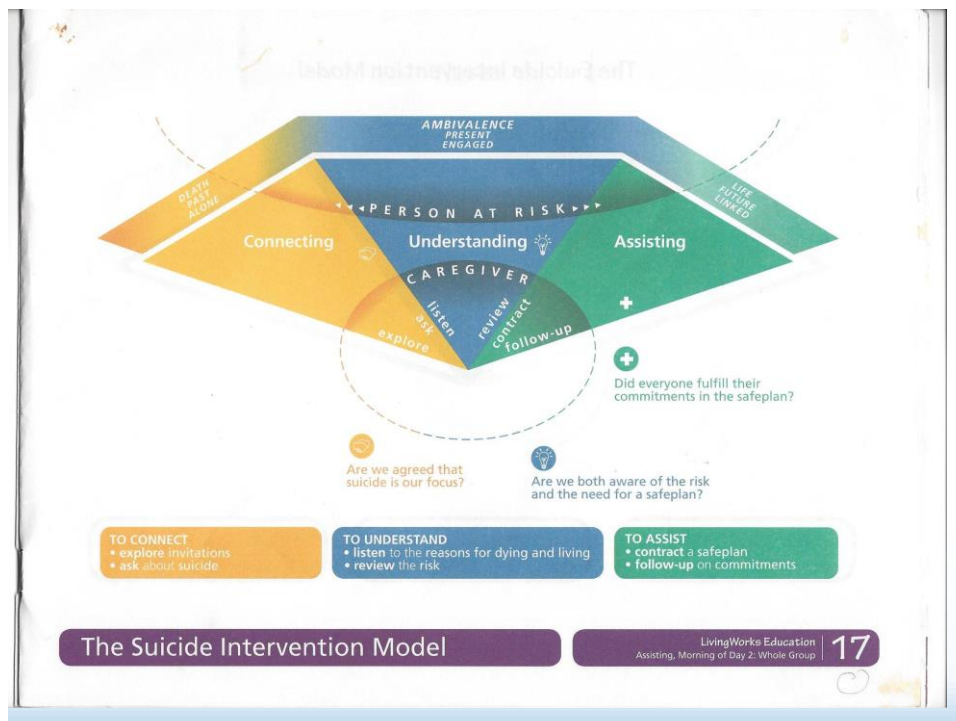 AMBIVALENCE
PRESENT
ENGAGED
DEATH
PAST
ALONE
LIFE
FUTURE
LINKED
PERSON AT RISK
Connecting
Understanding
Assisting
CAREGIVER
explore
ask
listen
review
contract
follow-up
Did everyone fulfill their
commitments in the safeplan?
Are we agreed that
suicide is our focus?
Are we both aware of the risk
and the need for a safeplan?
TO CONNECT
• explore invitations
• ask about suicide
TO UNDERSTAND
• listen to the reasons for dying and living
• review the risk
TO ASSIST
• contract a safeplan
• follow-up on commitments
The Suicide Intervention Model
LivingWorks Education
Assisting, Morning of Day 2: Whole Group
17